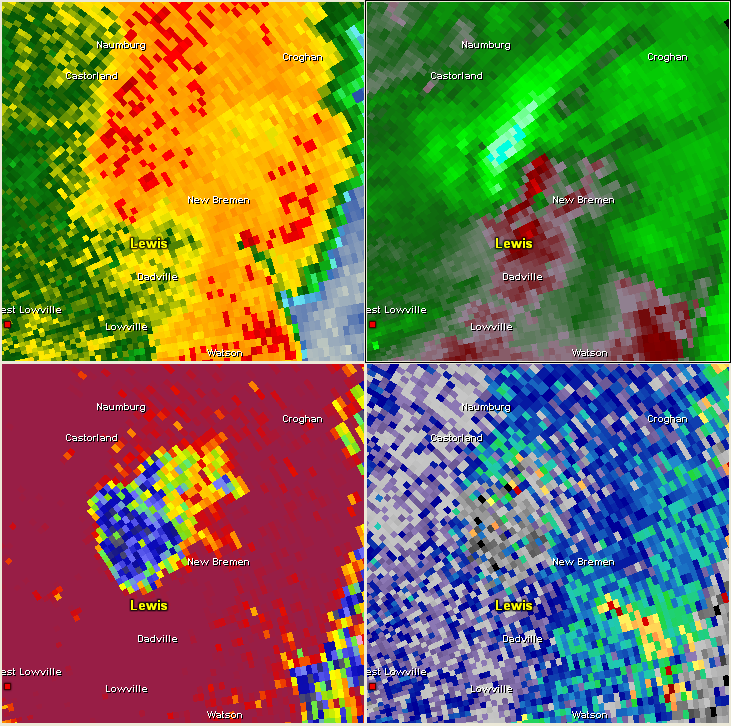 Naumburg
Croghan
Castorland
New Bremen
Lewis
Dadville
est Lowville
Lowville
Watson
Naumburg
Croghan
Castorland
New Bremen
Lewis
Dadville
est Lowville
Lowville
Watson
Naumburg
Croghan
Castorland
New Bremen
Lewis
Dadville
est Lowville
Lowville
Watson
Naumburg
Croghan
Castorland
New Bremen
Lewis
Dadville
est Lowville
Lowville
Watson